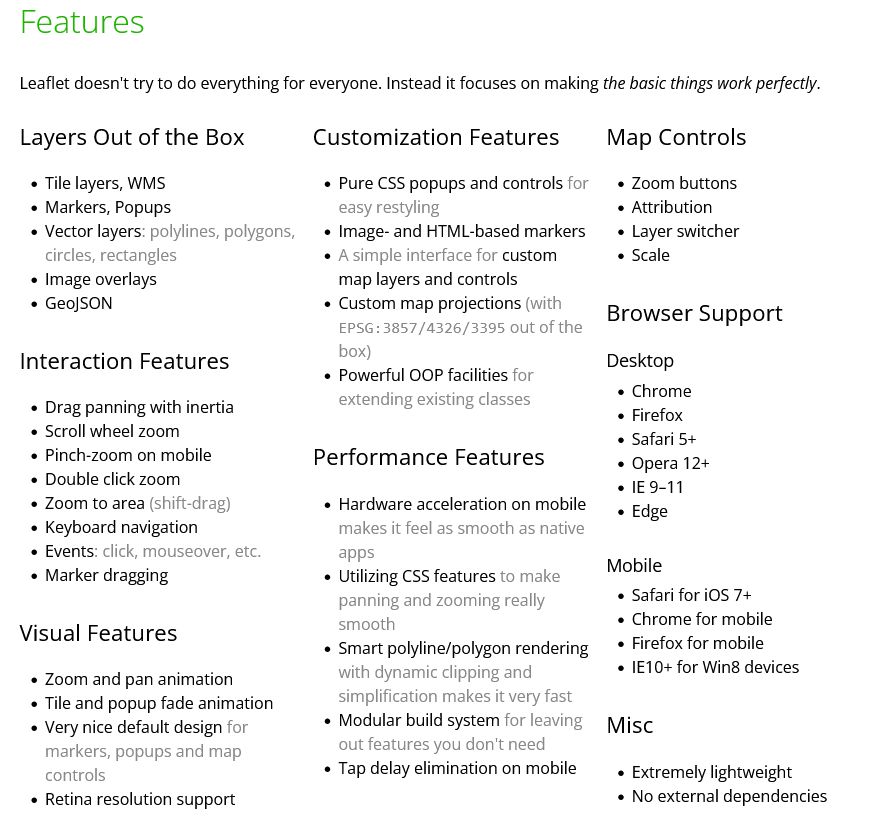 Features
Leaflet doesn't try to do everything for everyone. Instead it focuses on making the basic things work perfectly.
Layers Out of the Box
• Tile layers, WMS
• Markers, Popups
• Vector layers: polylines, polygons,
circles, rectangles
• Image overlays
• GeoJSON
Interaction Features
• Drag panning with inertia
• Scroll wheel zoom
• Pinch-zoom on mobile
• Double click zoom
• Zoom to area (shift-drag)
• Keyboard navigation
• Events: click, mouseover, etc.
• Marker dragging
Visual Features
• Zoom and pan animation
• Tile and popup fade animation
• Very nice default design for
markers, popups and map
controls
• Retina resolution support
Customization Features
• Pure CSS popups and controls for
easy restyling
• Image- and HTML-based markers
• A simple interface for custom
map layers and controls
• Custom map projections (with
EPSG:3857/4326/3395 out of the
box)
• Powerful OOP facilities for
extending existing classes
Performance Features
• Hardware acceleration on mobile
makes it feel as smooth as native
apps
• Utilizing CSS features to make
panning and zooming really
smooth
• Smart polyline/polygon rendering
with dynamic clipping and
simplification makes it very fast
• Modular build system for leaving
out features you don't need
• Tap delay elimination on mobile
Map Controls
• Zoom buttons
• Attribution
• Layer switcher
• Scale
Browser Support
Desktop
• Chrome
• Firefox
• Safari 5+
• Opera 12+
• IE 9–11
• Edge
Mobile
• Safari for iOS 7+
• Chrome for mobile
• Firefox for mobile
• IE10+ for Win8 devices
Misc
• Extremely lightweight
• No external dependencies